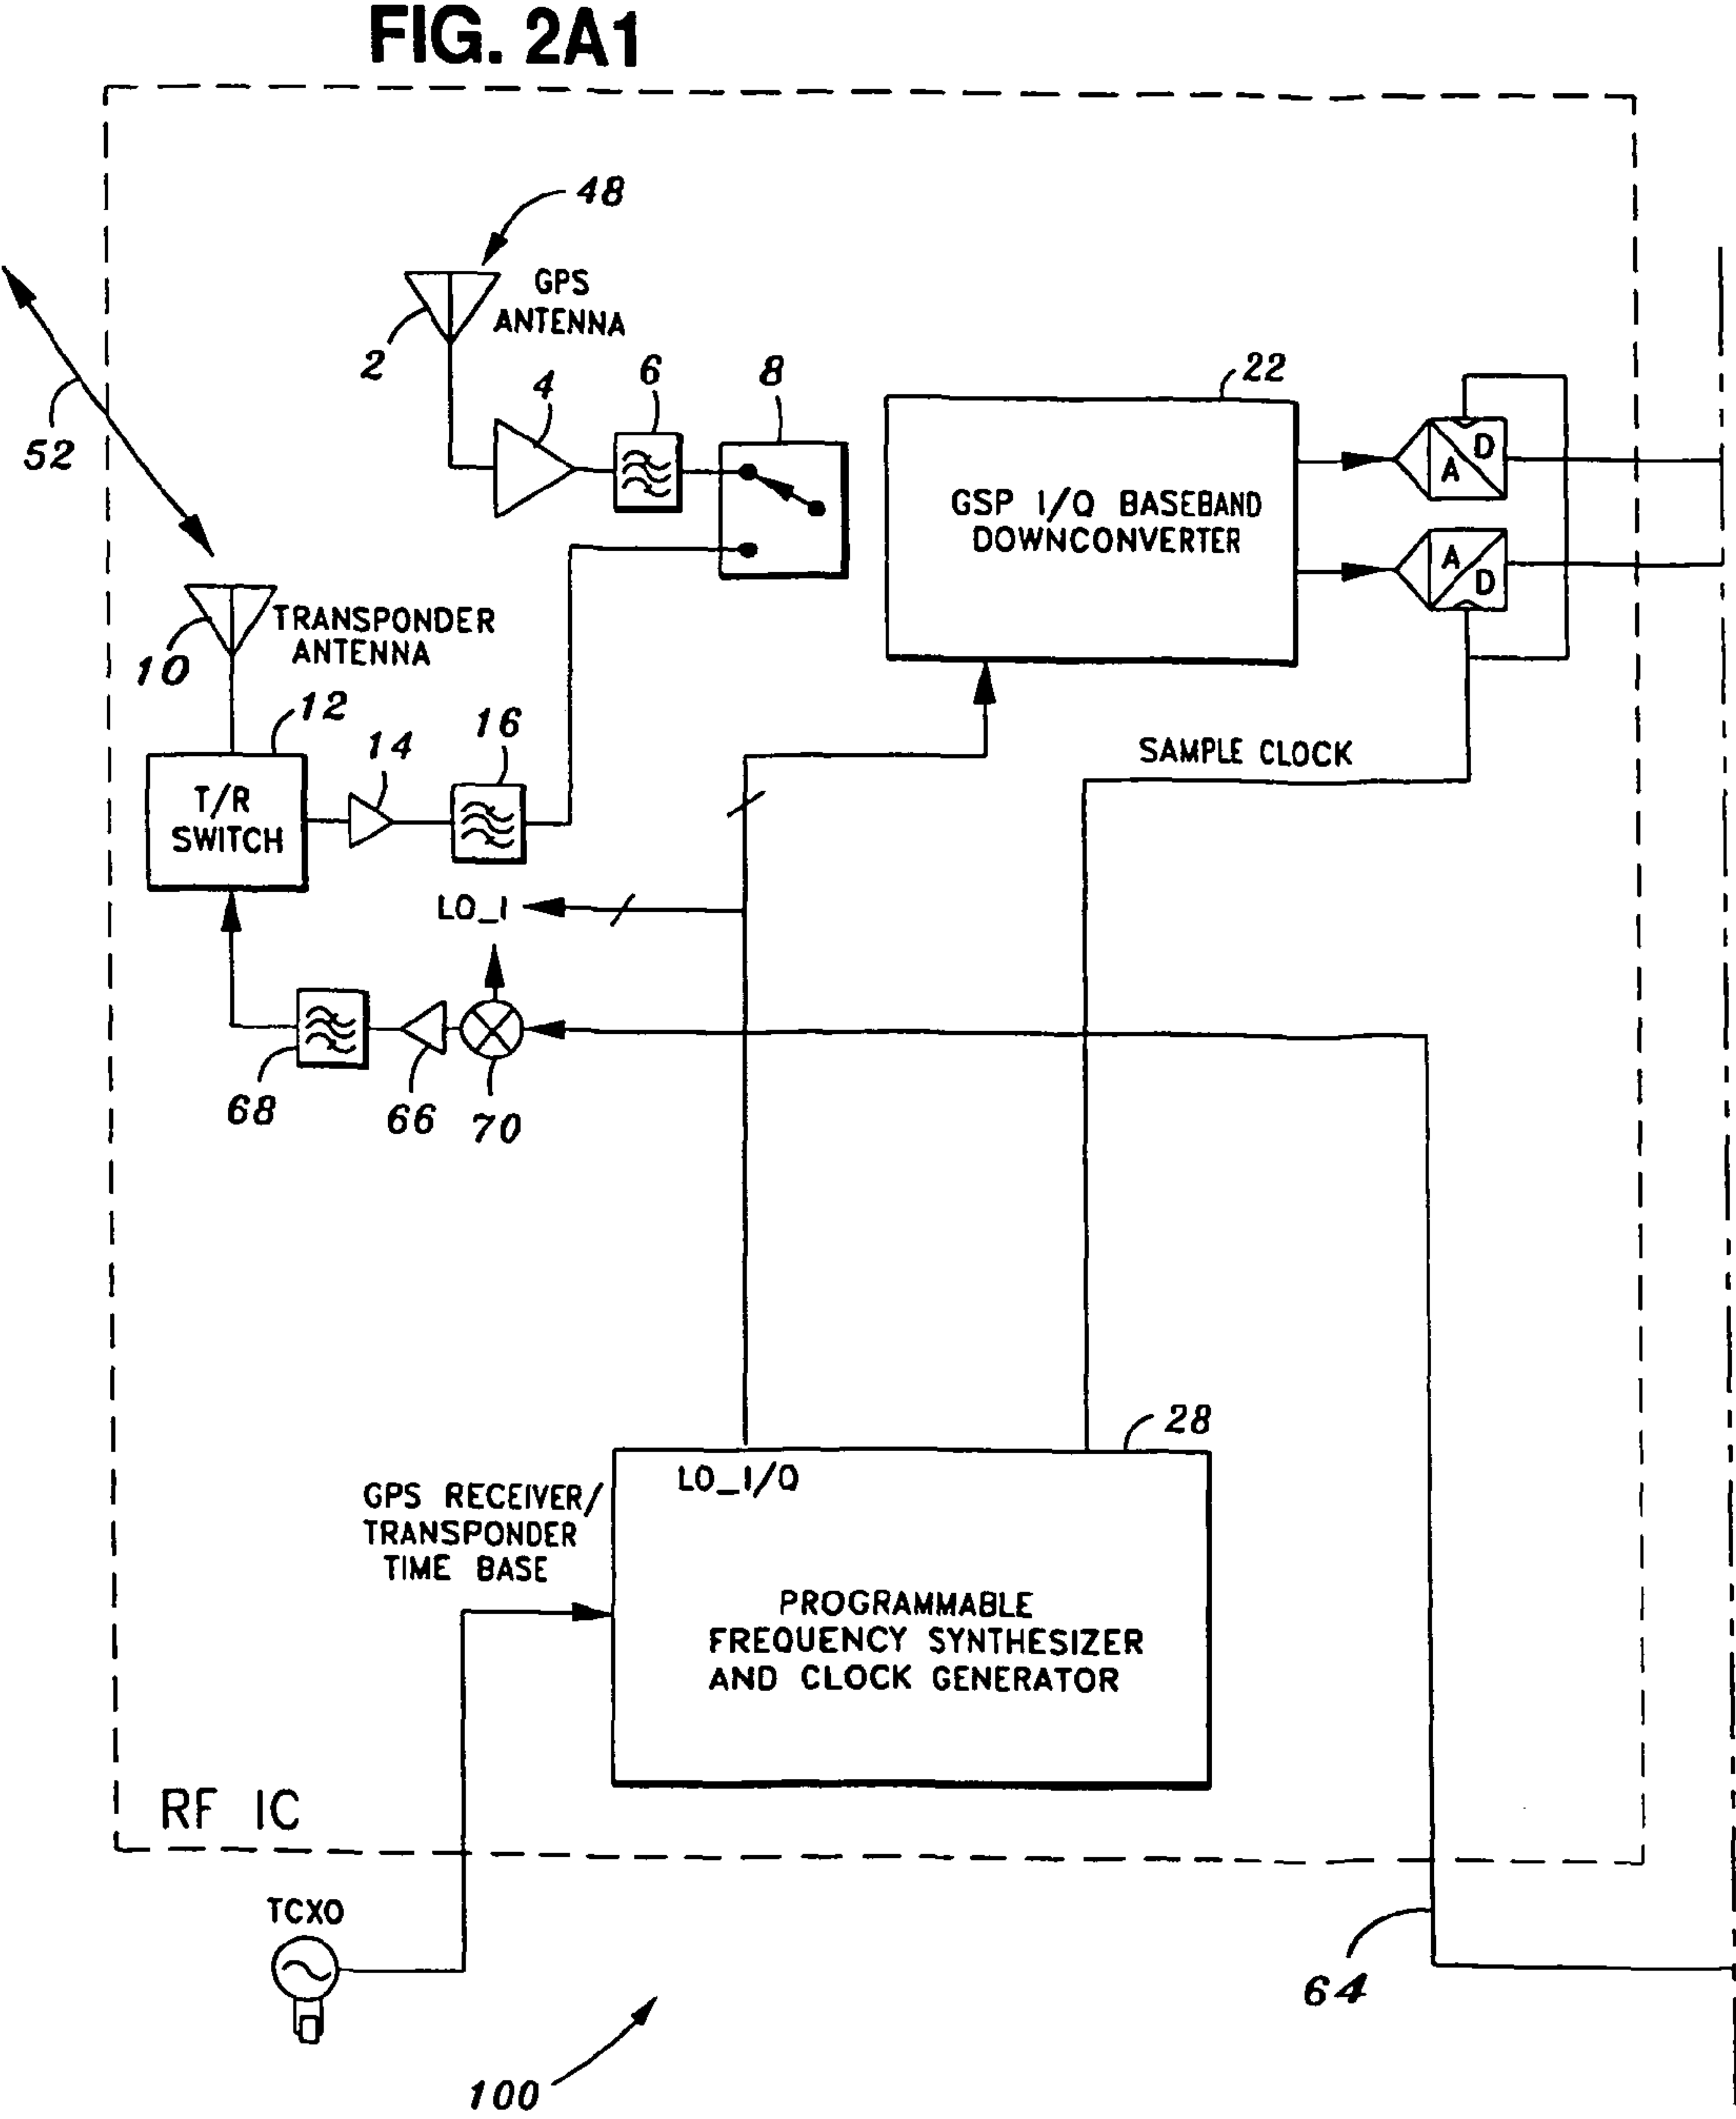 FIG. 2A1
48
GPS
ANTENNA
2
4
6
8
22
52
GSP I/Q BASEBAND
DOWNCONVERTER
A
D
A
D
10
TRANSPONDER
ANTENNA
12
14
16
T/R
SWITCH
SAMPLE CLOCK
LO_I
68
66
70
28
LO_I/Q
GPS RECEIVER/
TRANSPONDER
TIME BASE
PROGRAMMABLE
FREQUENCY SYNTHESIZER
AND CLOCK GENERATOR
RF IC
TCXO
64
100